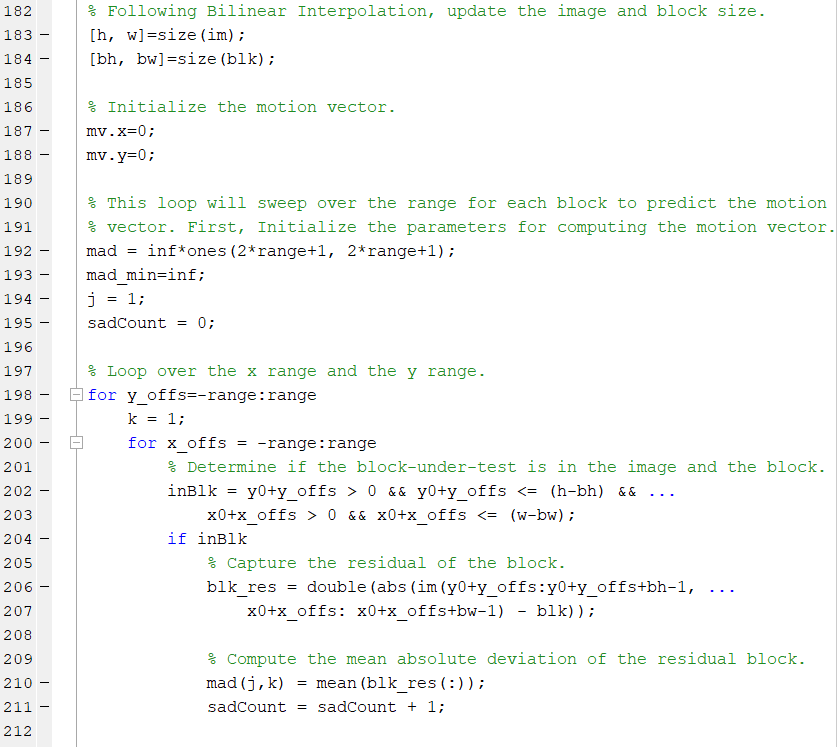 182 % Following Bilinear Interpolation, update the image and block size.
183 – [h, w]=size(im);
184 – [bh, bw]=size(blk);
185
186 % Initialize the motion vector.
187 – mv.x=0;
188 – mv.y=0;
189
190 % This loop will sweep over the range for each block to predict the motion
191 % vector. First, Initialize the parameters for computing the motion vector.
192 – mad = inf*ones(2*range+1, 2*range+1);
193 – mad_min=inf;
194 – j = 1;
195 – sadCount = 0;
196
197 % Loop over the x range and the y range.
198 – for y_offs=-range:range
199 – k = 1;
200 – for x_offs = -range:range
201 % Determine if the block-under-test is in the image and the block.
202 – inBlk = y0+y_offs > 0 && y0+y_offs <= (h-bh) && ...
203 x0+x_offs > 0 && x0+x_offs <= (w-bw);
204 – if inBlk
205 % Capture the residual of the block.
206 – blk_res = double(abs(im(y0+y_offs:y0+y_offs+bh-1, ...
207 x0+x_offs: x0+x_offs+bw-1) - blk));
208
209 % Compute the mean absolute deviation of the residual block.
210 – mad(j,k) = mean(blk_res(:));
211 – sadCount = sadCount + 1;
212